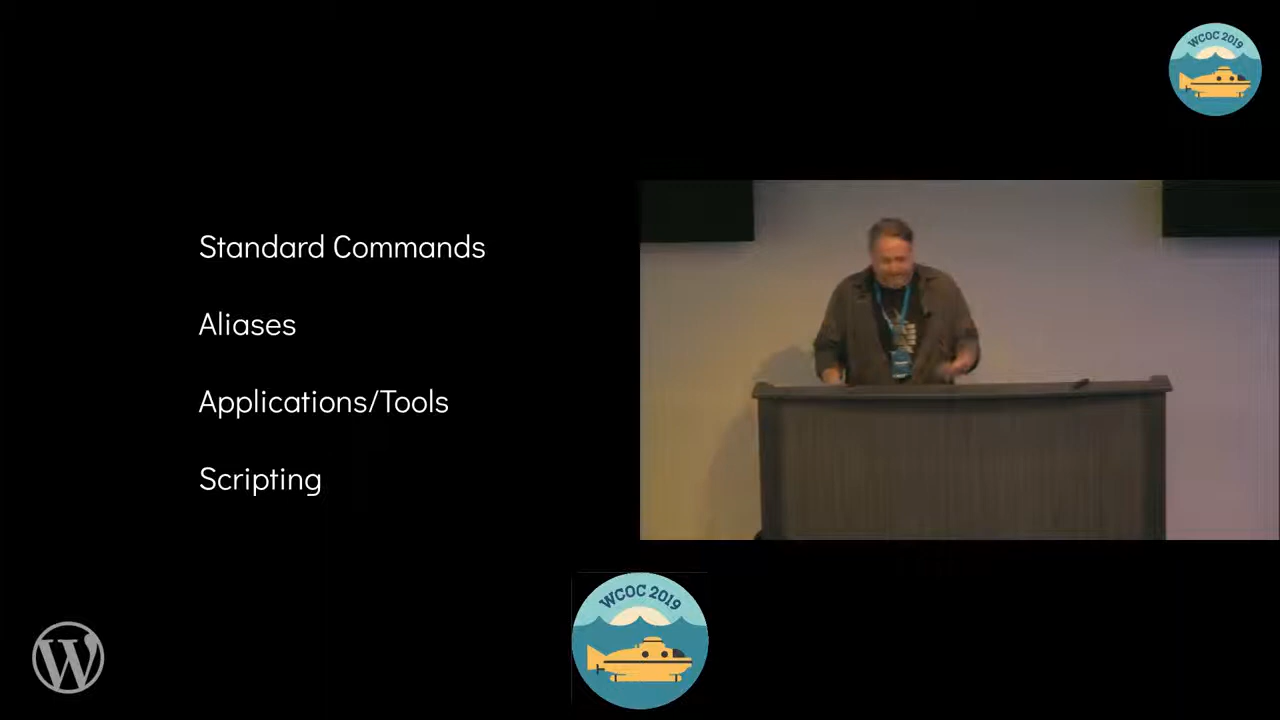 WCOC 2019
Standard Commands
Aliases
Applications/Tools
Scripting
WCOC 2019
W